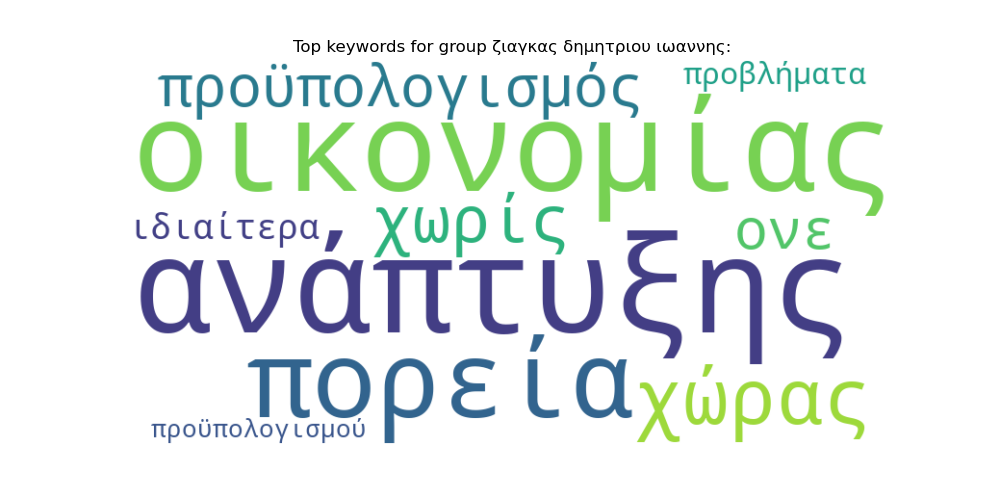 Top keywords for group ζιαγκας δημητριου ιωαννης:
προϋπολογισμός προβλήματα
οικονομίας
ιδιαίτερα χωρίς ονε
ανάπτυξης
πορεία χώρας
προϋπολογισμού